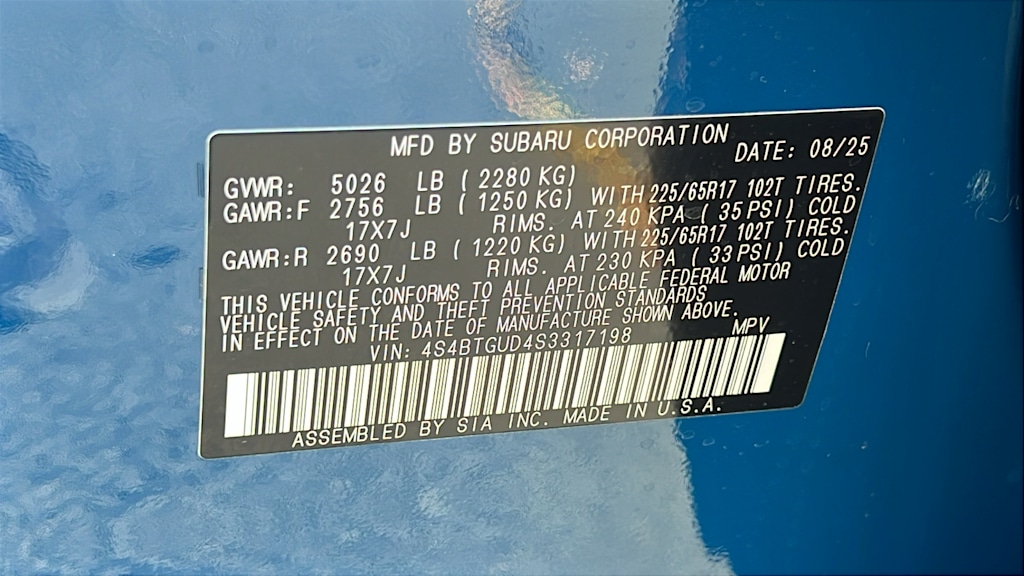 MFD BY SUBARU CORPORATION
DATE: 08/25
GVWR: 5026 LB ( 2280 KG)
GAWR:F 2756 LB ( 1250 KG) WITH 225/65R17 102T TIRES.
17X7J RIMS. AT 240 KPA ( 35 PSI) COLD
GAWR:R 2690 LB ( 1220 KG) WITH 225/65R17 102T TIRES.
17X7J RIMS. AT 230 KPA ( 33 PSI) COLD
THIS VEHICLE CONFORMS TO ALL APPLICABLE FEDERAL MOTOR
VEHICLE SAFETY AND THEFT PREVENTION STANDARDS
IN EFFECT ON THE DATE OF MANUFACTURE SHOWN ABOVE.
VIN: 4S4BTGUD4S3317198 MPV
ASSEMBLED BY SIA INC. MADE IN U.S.A.